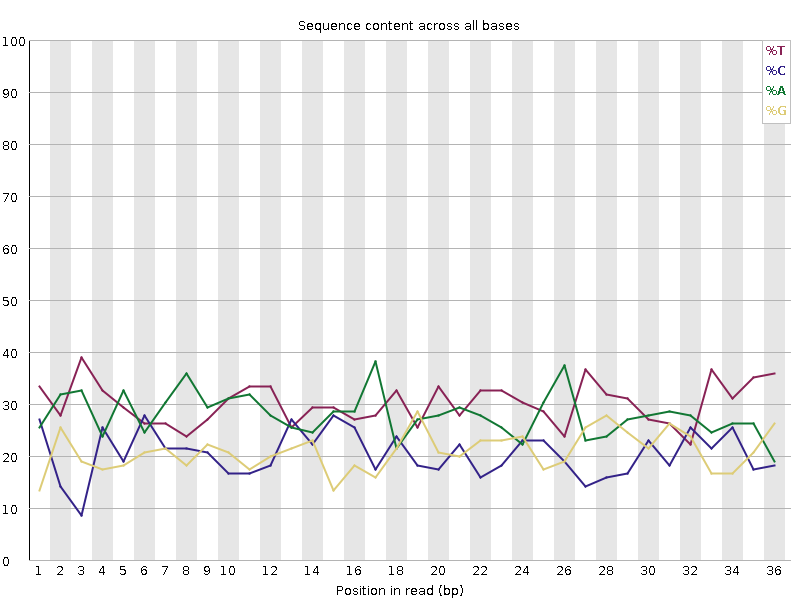 Sequence content across all bases
100
90
80
70
60
50
40
30
20
10
0
%T
%C
%A
%G
1 2 3 4 5 6 7 8 9 10 12 14 16 18 20 22 24 26 28 30 32 34 36
Position in read (bp)